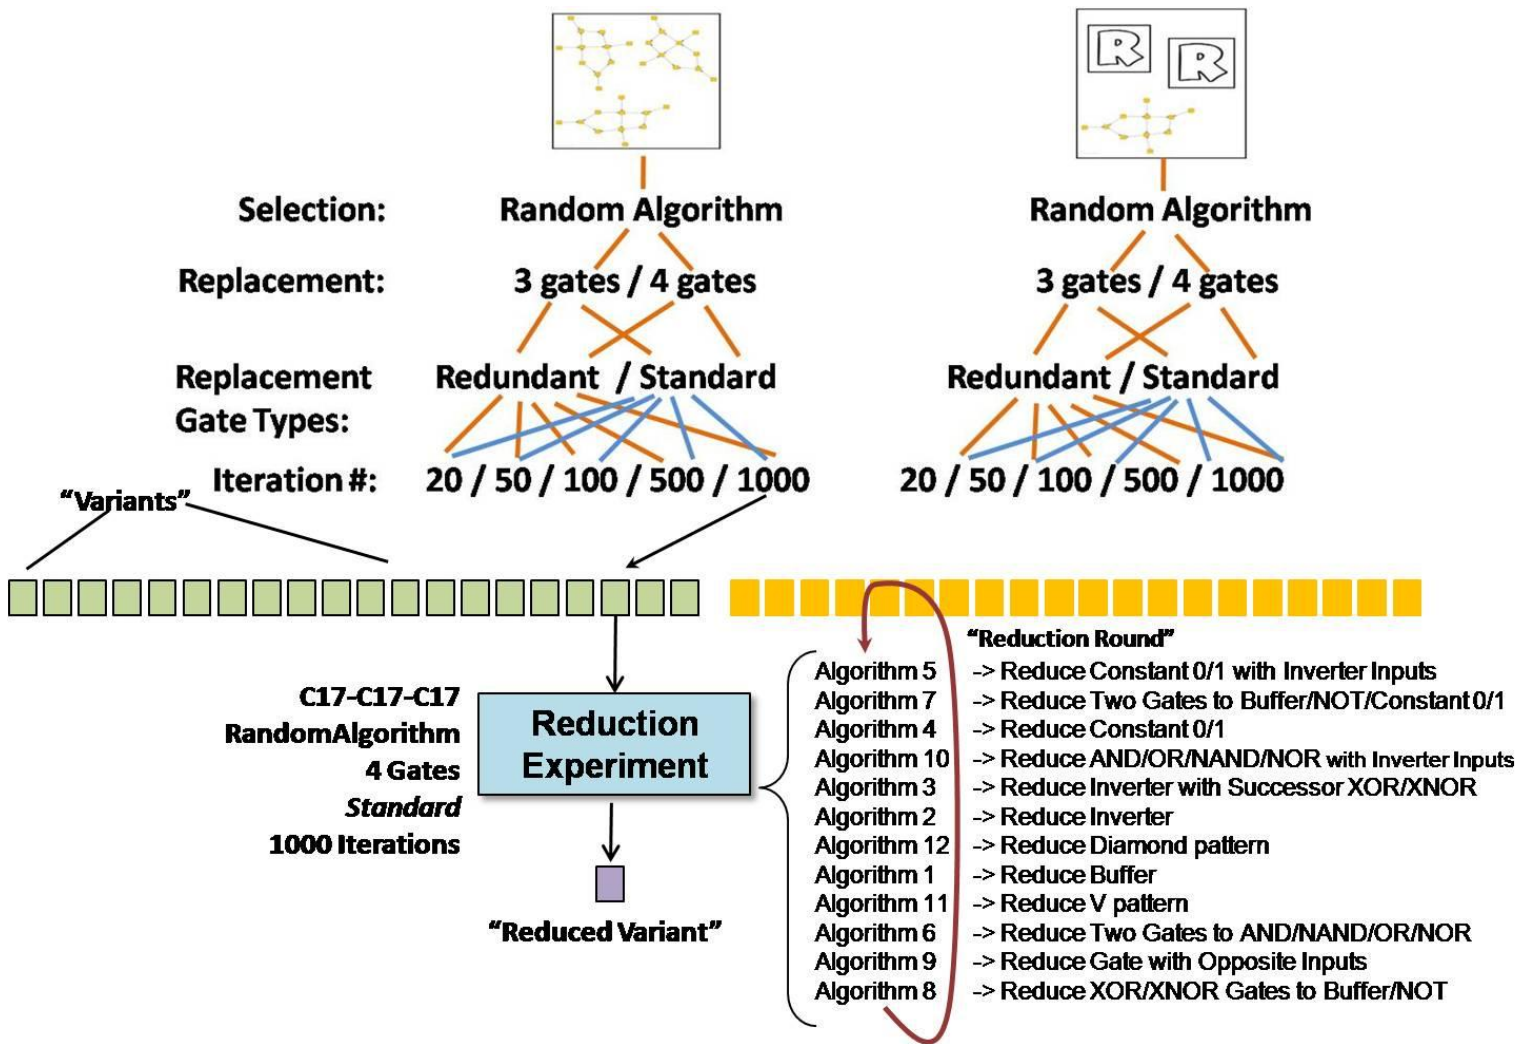 R R
Selection: Random Algorithm Random Algorithm
Replacement: 3 gates / 4 gates 3 gates / 4 gates
Replacement Redundant / Standard Redundant / Standard
Gate Types:
Iteration #: 20 / 50 / 100 / 500 / 1000 20 / 50 / 100 / 500 / 1000
“Variants”
“Reduction Round”
C17-C17-C17
RandomAlgorithm
4 Gates
Standard
1000 Iterations
Reduction
Experiment
“Reduced Variant”
Algorithm 5 -> Reduce Constant 0/1 with Inverter Inputs
Algorithm 7 -> Reduce Two Gates to Buffer/NOT/Constant 0/1
Algorithm 4 -> Reduce Constant 0/1
Algorithm 10 -> Reduce AND/OR/NAND/NOR with Inverter Inputs
Algorithm 3 -> Reduce Inverter with Successor XOR/XNOR
Algorithm 2 -> Reduce Inverter
Algorithm 12 -> Reduce Diamond pattern
Algorithm 1 -> Reduce Buffer
Algorithm 11 -> Reduce V pattern
Algorithm 6 -> Reduce Two Gates to AND/NAND/OR/NOR
Algorithm 9 -> Reduce Gate with Opposite Inputs
Algorithm 8 -> Reduce XOR/XNOR Gates to Buffer/NOT